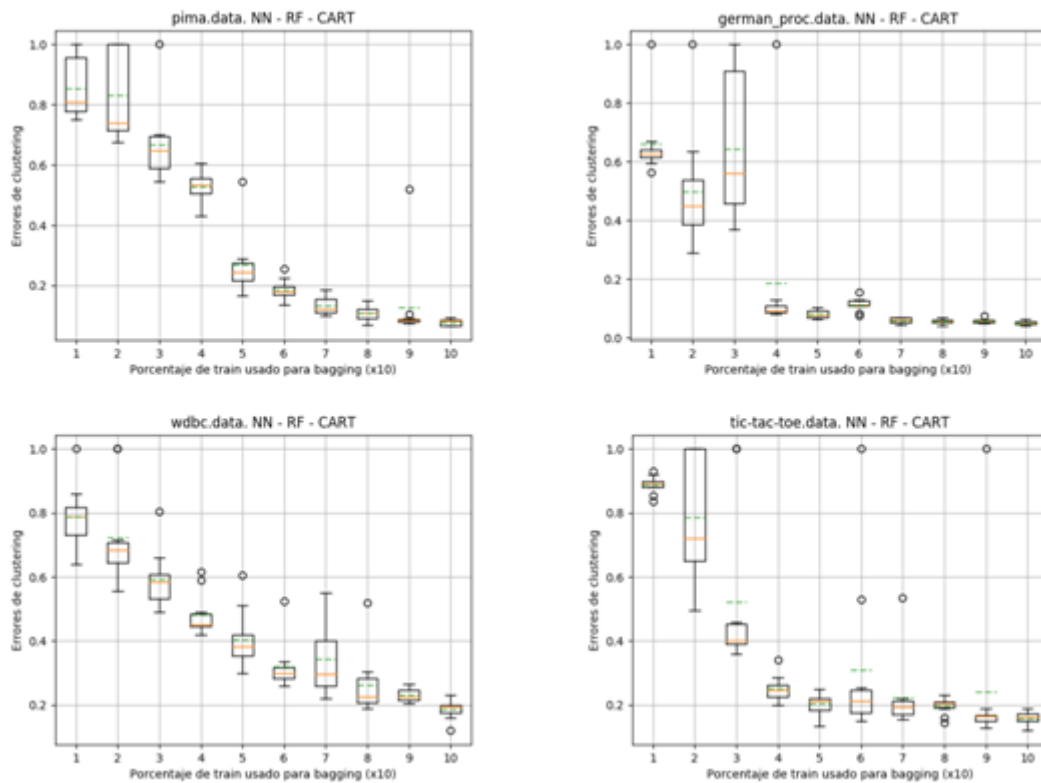 pima.data. NN - RF - CART
Errores de clustering
1.0
0.8
0.6
0.4
0.2
1 2 3 4 5 6 7 8 9 10
Porcentaje de train usado para bagging (x10)
german_proc.data. NN - RF - CART
Errores de clustering
1.0
0.8
0.6
0.4
0.2
0.0
1 2 3 4 5 6 7 8 9 10
Porcentaje de train usado para bagging (x10)
wdbc.data. NN - RF - CART
Errores de clustering
1.0
0.8
0.6
0.4
0.2
1 2 3 4 5 6 7 8 9 10
Porcentaje de train usado para bagging (x10)
tic-tac-toe.data. NN - RF - CART
Errores de clustering
1.0
0.8
0.6
0.4
0.2
1 2 3 4 5 6 7 8 9 10
Porcentaje de train usado para bagging (x10)